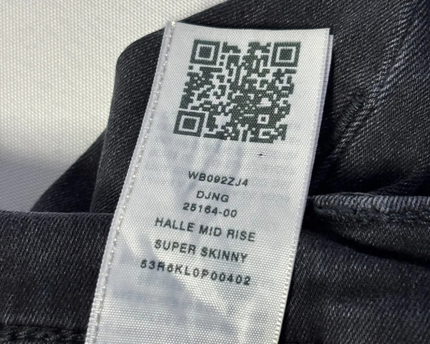 WB092ZJ4
DJNG
25164-00
HALLE MID RISE
SUPER SKINNY
53R6KL0P00402